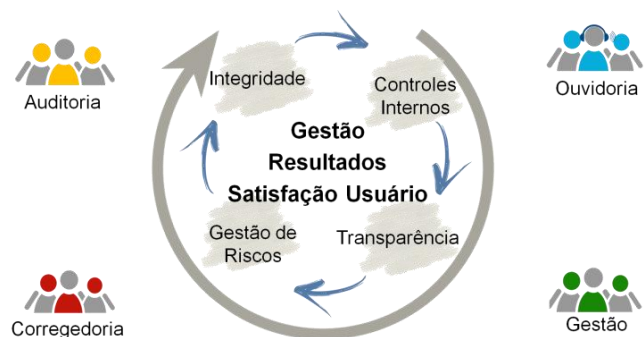 Auditoria
Integridade
Controles
Internos
Ouvidoria
Gestão
Resultados
Satisfação Usuário
Gestão de
Riscos
Transparência
Corregedoria
Gestão